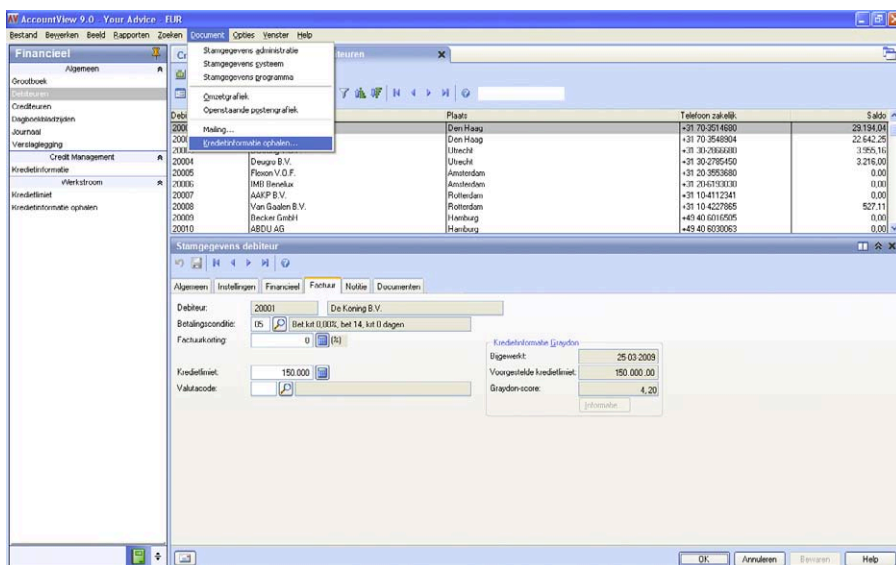 AccountView 9.0 - Your Advice - EUR
Bestand Bewerken Beeld Rapporten Zoeken Document Opties Venster Help
Stamgegevens administratie
Stamgegevens systeem
Stamgegevens programma
Omzetgrafiek
Openstaande postengrafiek
Mailing...
Kredietinformatie ophalen...
Financieel
Algemeen
Grootboek
Debiteuren
Crediteuren
Dagboekbladzijden
Journaal
Verslaglegging
Credit Management
Kredietinformatie
Werkstroom
Kredietlimiet
Kredietinformatie ophalen
Plaats Telefoon zakelijk Saldo
Den Haag +31 70-3514680 29.194,04
Den Haag +31 70-3548904 22.642,25
Utrecht +31 30-2866680 3.955,16
20004 Deugro B.V. Utrecht +31 30-2785450 3.216,00
20005 Flexon V.O.F. Amsterdam +31 20-3553680 0,00
20006 IMB Benelux Amsterdam +31 20-6193030 0,00
20007 AAKP B.V. Rotterdam +31 10-4112341 0,00
20008 Van Gaalen B.V. Rotterdam +31 10-4227865 527,11
20009 Becker GmbH Hamburg +49 40 6016505 0,00
20010 ABDU AG Hamburg +49 40 6030063 0,00
Stamgegevens debiteur
Algemeen Instellingen Financieel Factuur Notitie Documenten
Debiteur: 20001 De Koning B.V.
Betalingsconditie: 05 Bet.krt 0,00%, bet 14, krt 0 dagen
Factuurkorting: 0 (%)
Kredietlimiet: 150.000
Valutacode:
Kredietinformatie Graydon
Bijgewerkt: 25-03-2009
Voorgestelde kredietlimiet: 150.000,00
Graydon-score: 4,20
Informatie...
OK Annuleren Bewaren Help